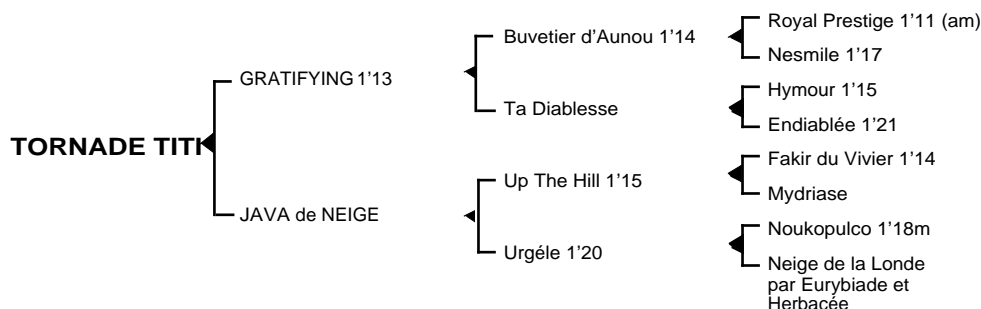 Royal Prestige 1’11 (am)
Buvetier d’Aunou 1’14
Nesmile 1’17
GRATIFYING 1’13
Hymour 1’15
Ta Diablesse
Endiablée 1’21
TORNADE TITI
Fakir du Vivier 1’14
Up The Hill 1’15
Mydriase
JAVA de NEIGE
Noukopulco 1’18m
Urgéle 1’20
Neige de la Londe
par Eurybiade et
Herbacée